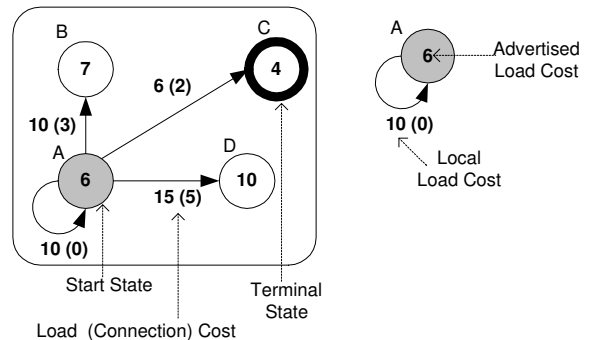 B
7
C
4
6 (2)
10 (3)
A
6
D
10
15 (5)
10 (0)
Start State
Terminal
State
Load (Connection) Cost
A
6
Advertised
Load Cost
10 (0)
Local
Load Cost